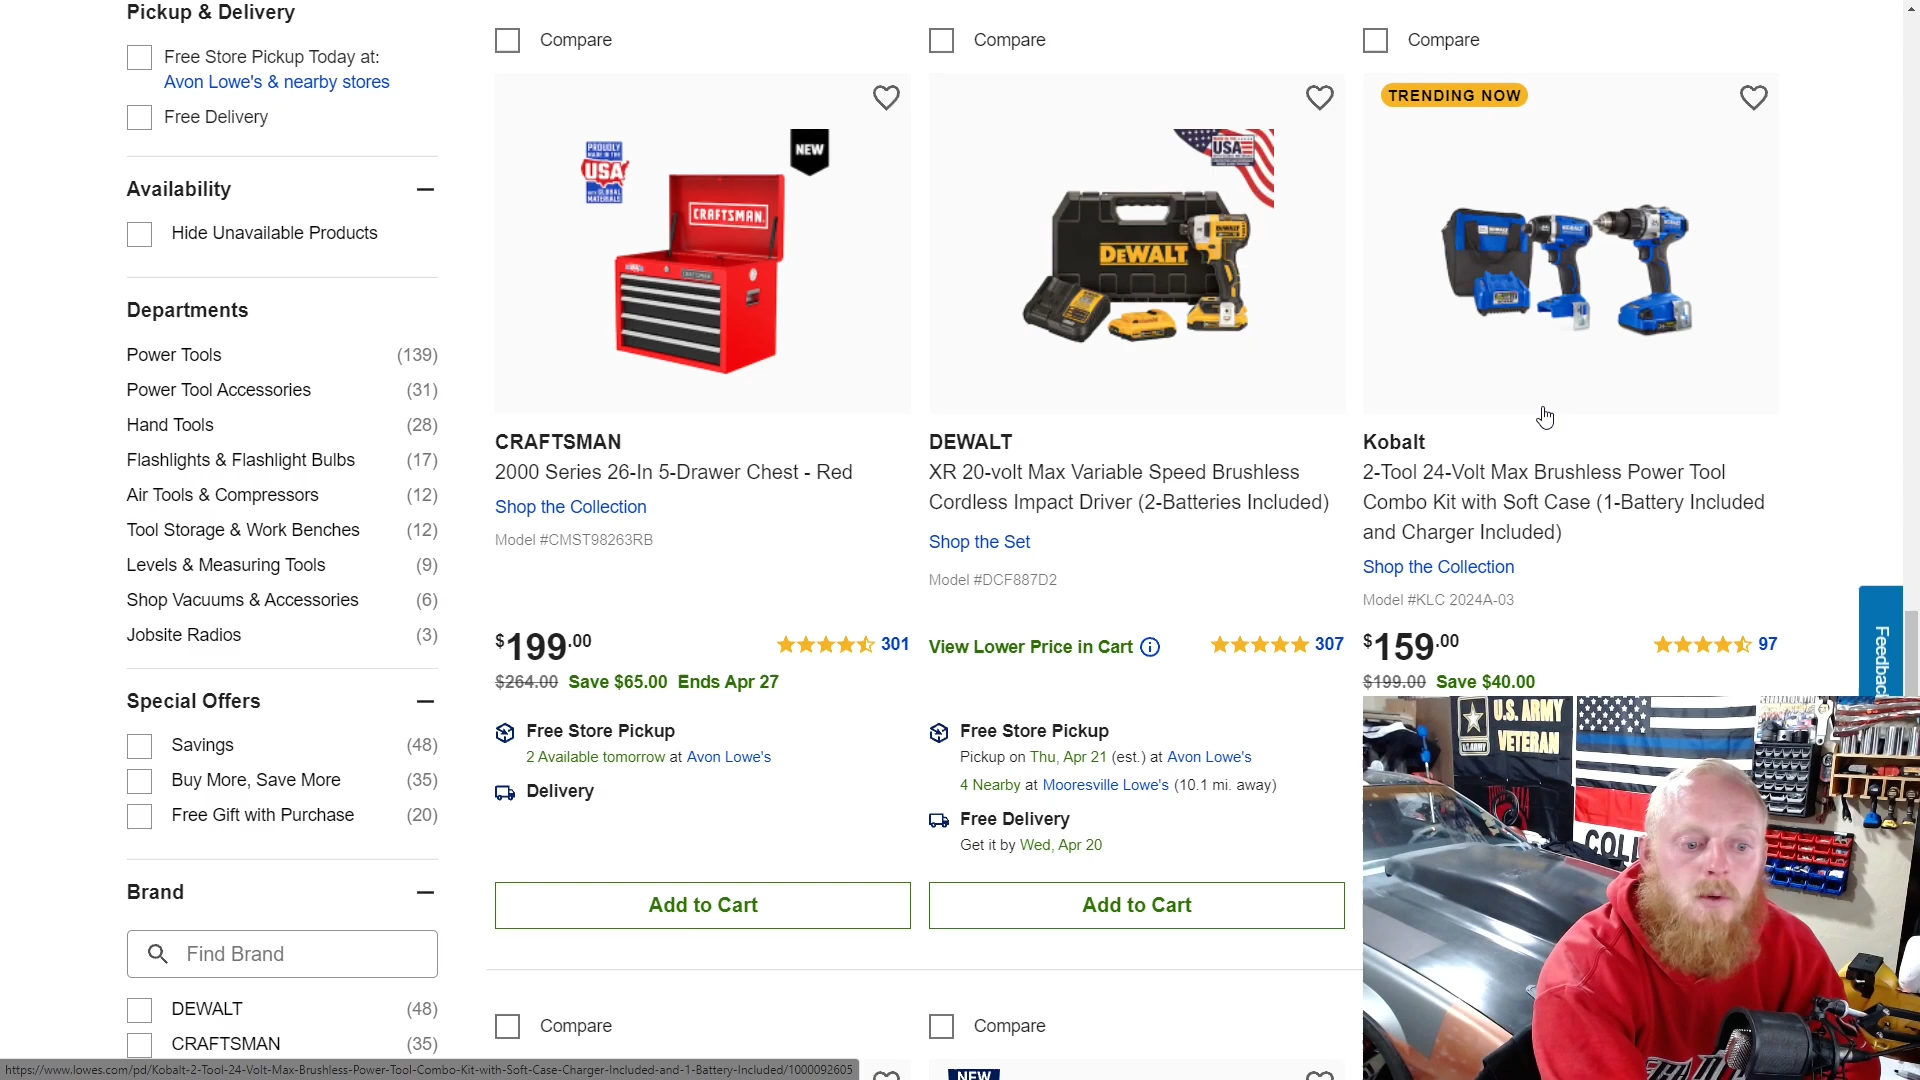 Pickup & Delivery
Free Store Pickup Today at:
Avon Lowe's & nearby stores
Free Delivery
Availability
Hide Unavailable Products
Departments
Power Tools (139)
Power Tool Accessories (31)
Hand Tools (28)
Flashlights & Flashlight Bulbs (17)
Air Tools & Compressors (12)
Tool Storage & Work Benches (12)
Levels & Measuring Tools (9)
Shop Vacuums & Accessories (6)
Jobsite Radios (3)
Special Offers
Savings (48)
Buy More, Save More (35)
Free Gift with Purchase (20)
Brand
Find Brand
DEWALT (48)
CRAFTSMAN (35)
Compare
PROUDLY
MADE IN THE
USA
WITH GLOBAL
MATERIALS
NEW
CRAFTSMAN.
CRAFTSMAN
2000 Series 26-In 5-Drawer Chest - Red
Shop the Collection
Model #CMST98263RB
$199.00
301
$264.00 Save $65.00 Ends Apr 27
Free Store Pickup
2 Available tomorrow at Avon Lowe's
Delivery
Add to Cart
Compare
Compare
USA
DEWALT
DEWALT
XR 20-volt Max Variable Speed Brushless
Cordless Impact Driver (2-Batteries Included)
Shop the Set
Model #DCF887D2
View Lower Price in Cart
307
Free Store Pickup
Pickup on Thu, Apr 21 (est.) at Avon Lowe's
4 Nearby at Mooresville Lowe's (10.1 mi. away)
Free Delivery
Get it by Wed, Apr 20
Add to Cart
Compare
NEW
Compare
TRENDING NOW
Kobalt
2-Tool 24-Volt Max Brushless Power Tool
Combo Kit with Soft Case (1-Battery Included
and Charger Included)
Shop the Collection
Model #KLC 2024A-03
$159.00
97
$199.00 Save $40.00
Feedback
U.S. ARMY
VETERAN
COL
https://www.lowes.com/pd/Kobalt-2-Tool-24-Volt-Max-Brushless-Power-Tool-Combo-Kit-with-Soft-Case-Charger-Included-and-1-Battery-Included/1000092605